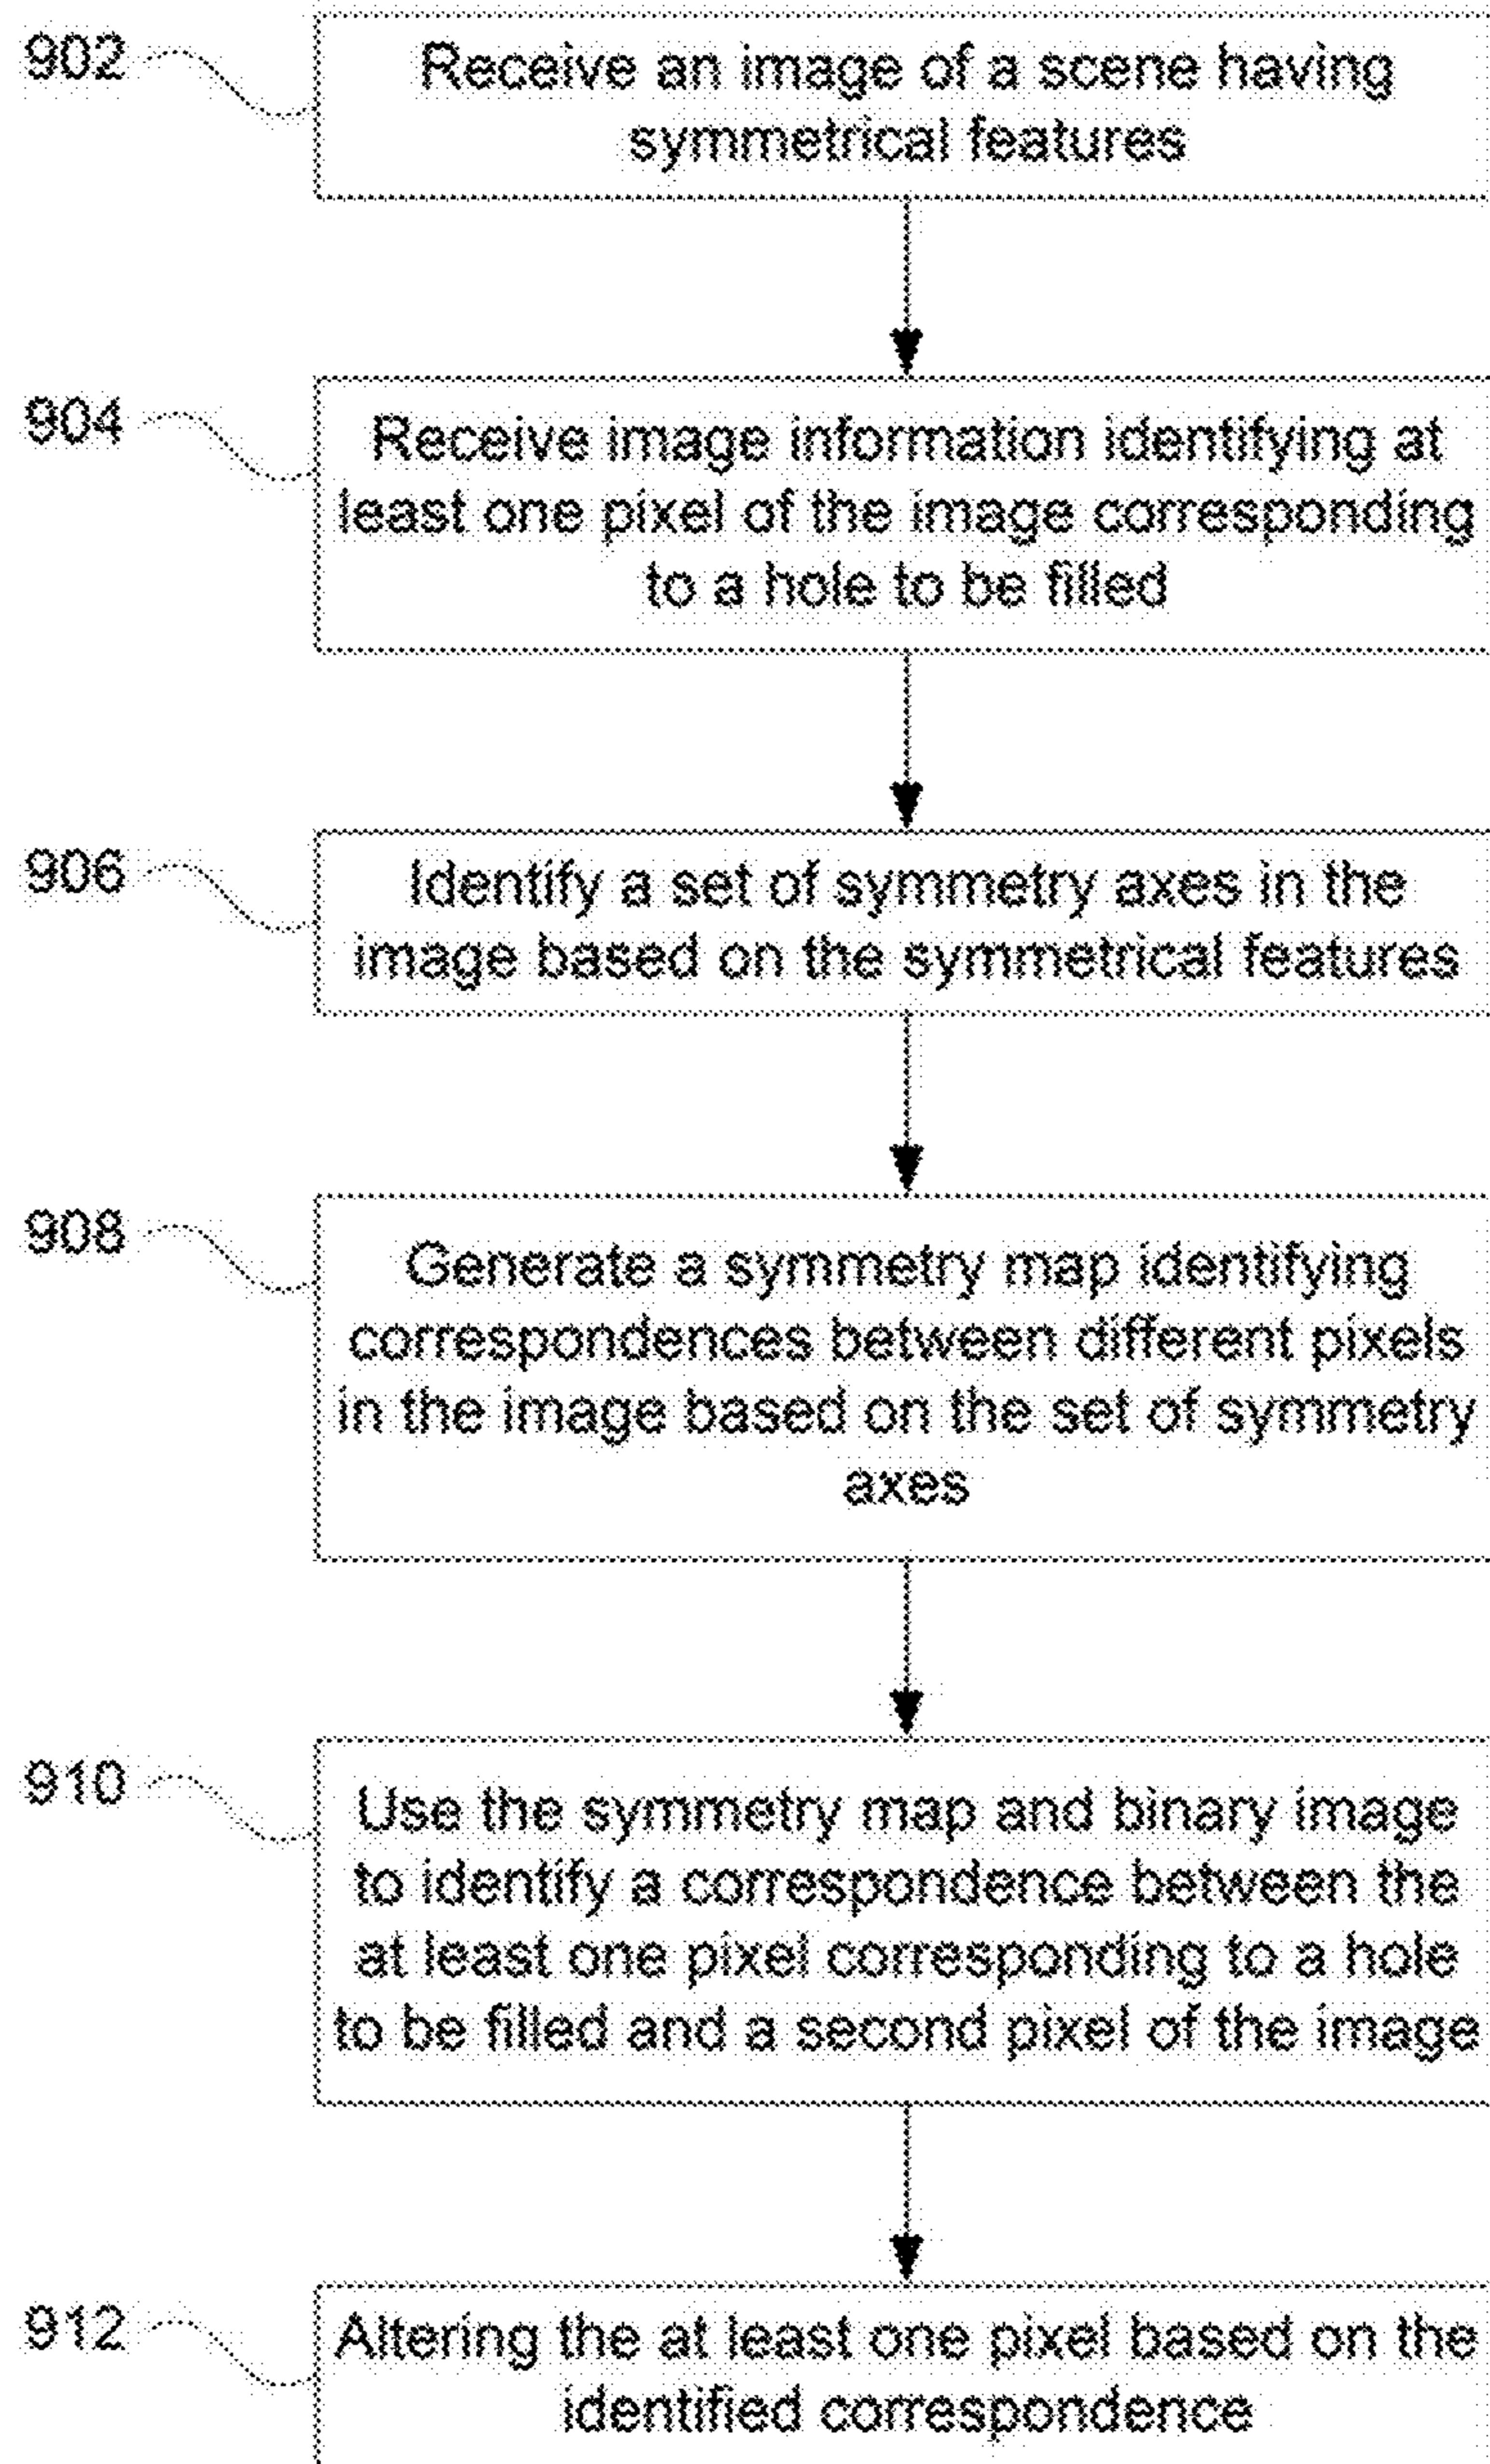 902
Receive an image of a scene having
symmetrical features
904
Receive image information identifying at
least one pixel of the image corresponding
to a hole to be filled
906
Identify a set of symmetry axes in the
image based on the symmetrical features
908
Generate a symmetry map identifying
correspondences between different pixels
in the image based on the set of symmetry
axes
910
Use the symmetry map and binary image
to identify a correspondence between the
at least one pixel corresponding to a hole
to be filled and a second pixel of the image
912
Altering the at least one pixel based on the
identified correspondence